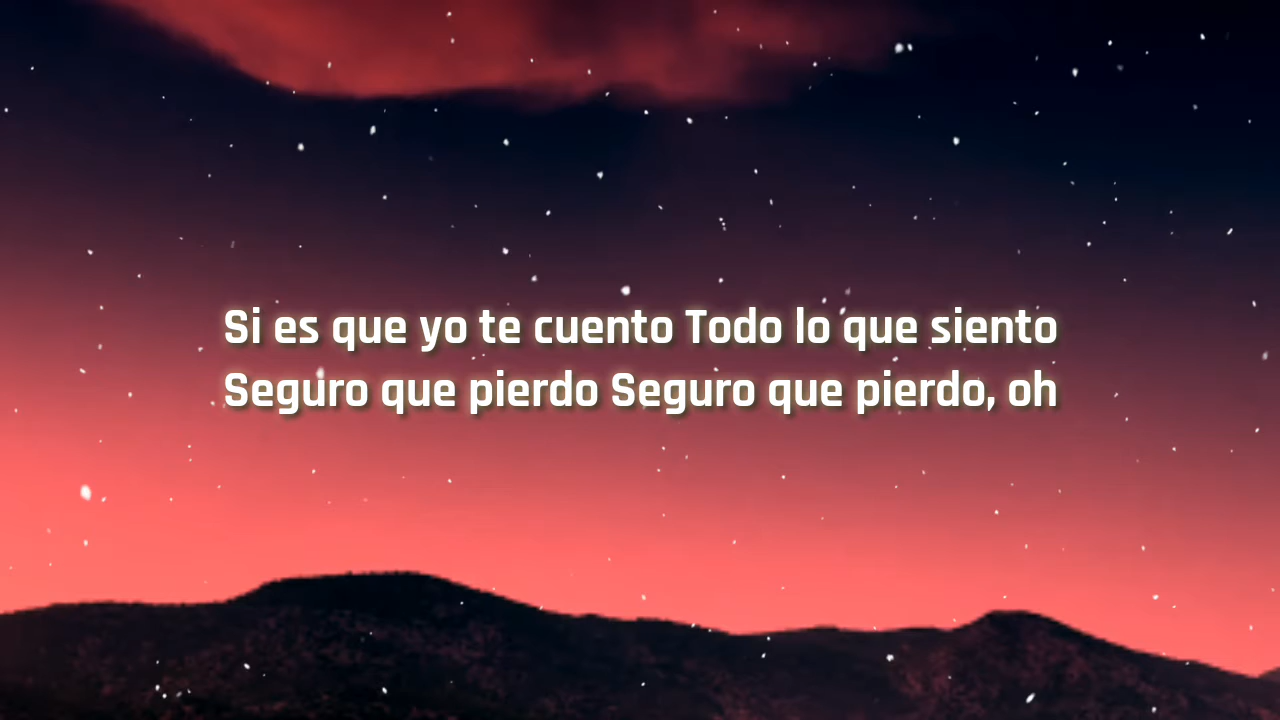 Si es que yo te cuento Todo lo que siento
Seguro que pierdo Seguro que pierdo, oh